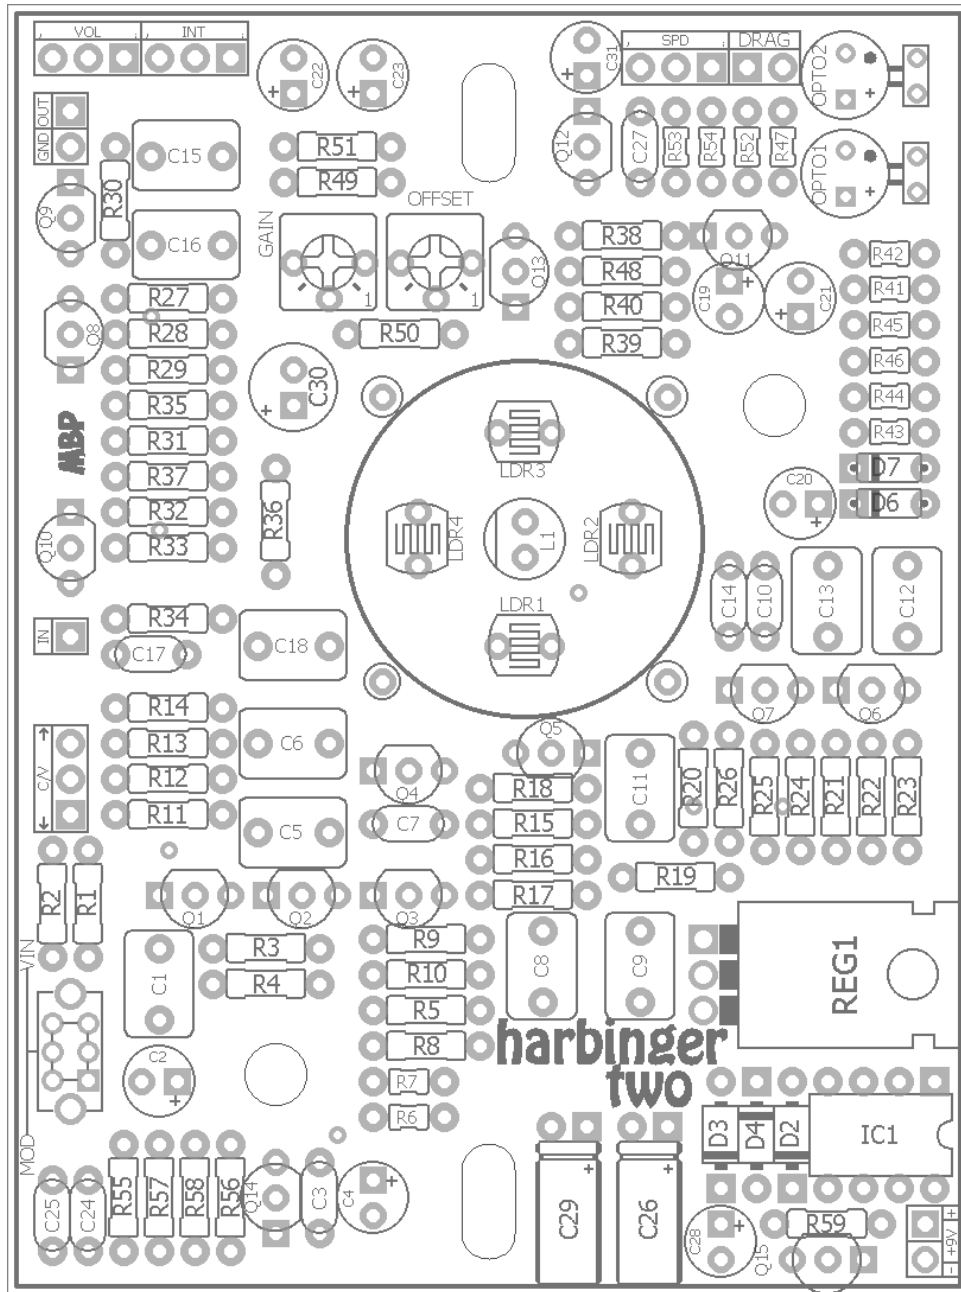 VOL
INT
C22
C23
C31
SPD
DRAG
OPTO2
OUT
GND
C15
R51
Q12
C27
R53
R54
R52
R47
OPTO1
R30
R49
Q9
OFFSET
GAIN
C16
1
1
Q13
R38
Q11
R42
R48
C19
C21
R41
R27
R40
R28
R50
R39
R45
Q8
R29
R46
C30
R35
R44
MBP
R31
LDR3
R43
R37
D7
C20
R36
R32
D6
Q10
R33
LDR4
L1
LDR2
C14
C10
C13
C12
R34
LDR1
IN
C17
C18
Q7
Q6
R14
C6
Q5
C/V
R13
R12
Q4
R18
C11
R20
R26
R25
R24
R21
R22
R23
R11
C5
C7
R15
R16
R2
R1
R19
Q1
Q2
Q3
R17
VIN
R3
R9
C1
R4
R10
C8
C9
REG1
R5
harbinger
R8
two
C2
R7
R6
D3
D4
D2
IC1
MOD
C25
C24
R55
R57
R58
R56
Q14
C3
C4
C29
C26
C28
Q15
R59
- +9V +